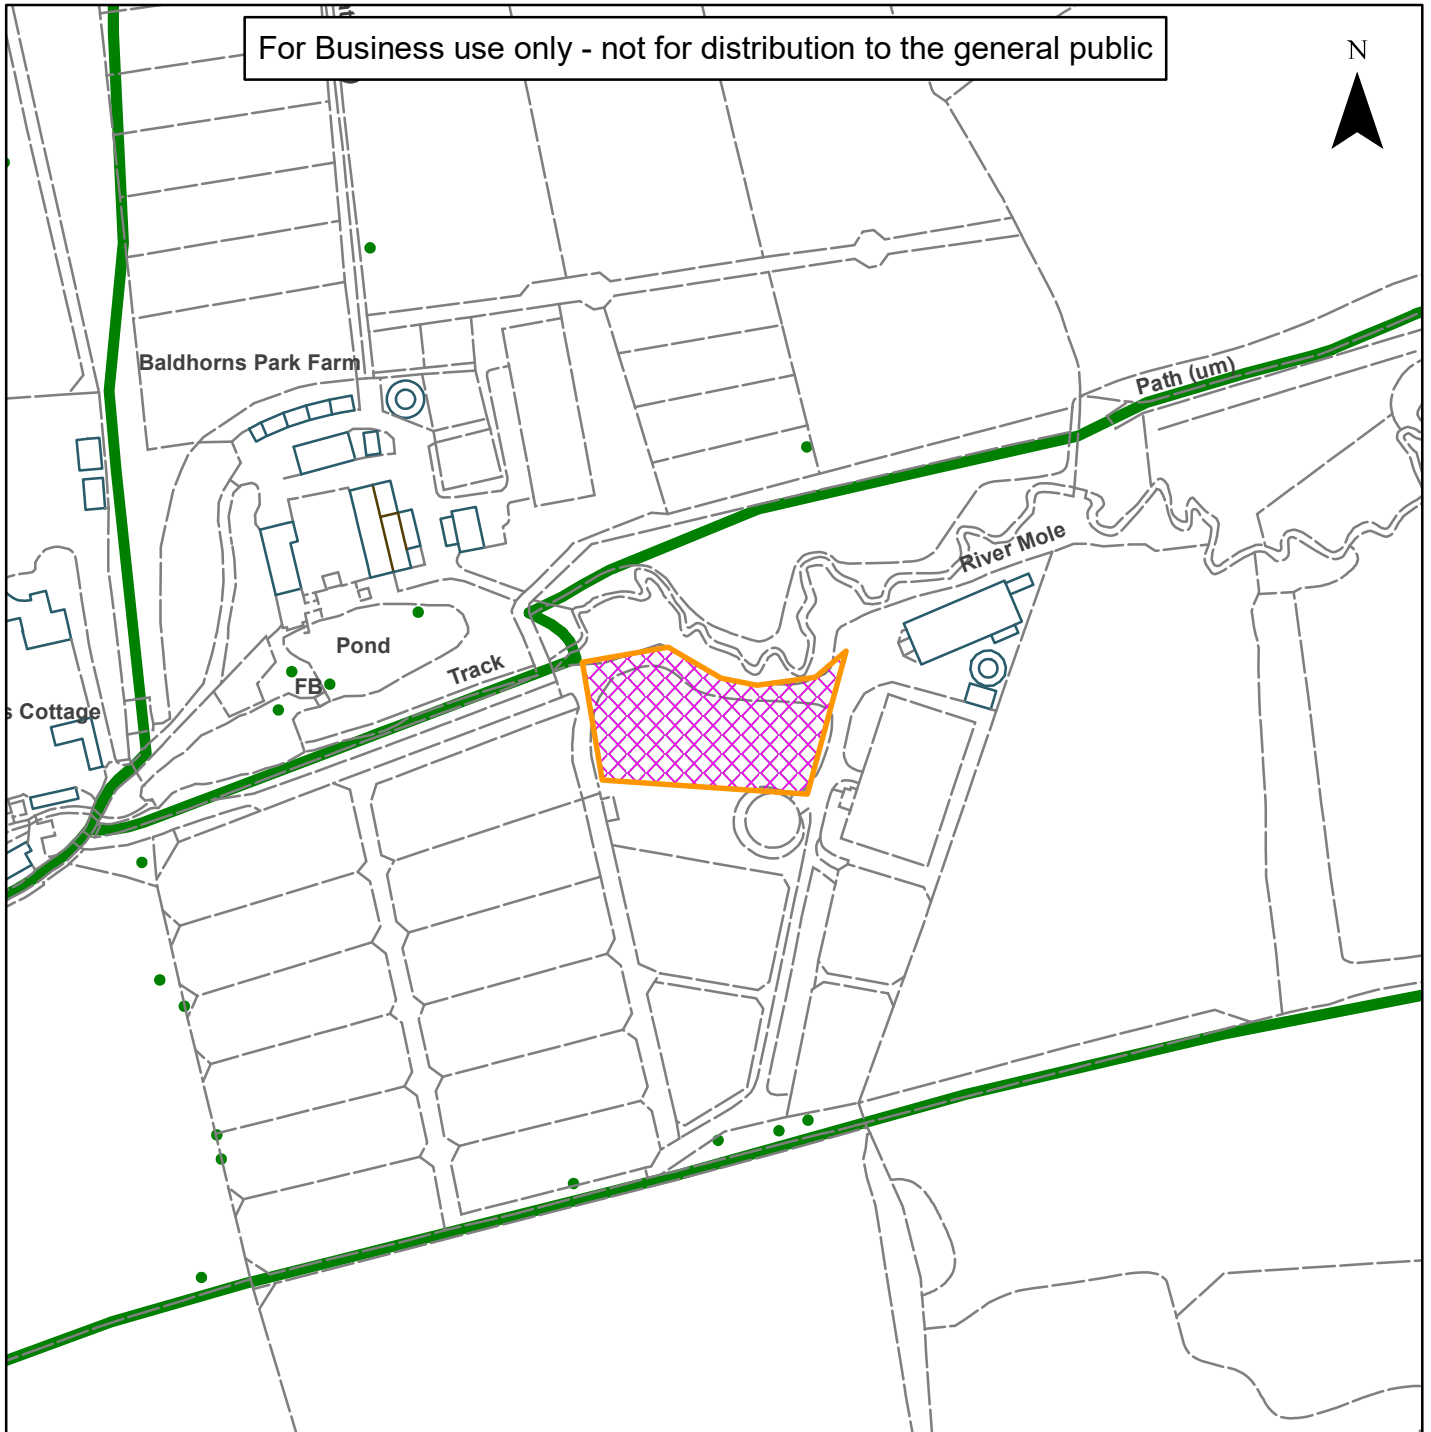 For Business use only - not for distribution to the general public
N
Baldhorns Park Farm
Path (um)
River Mole
Pond
Track
FB
s Cottage